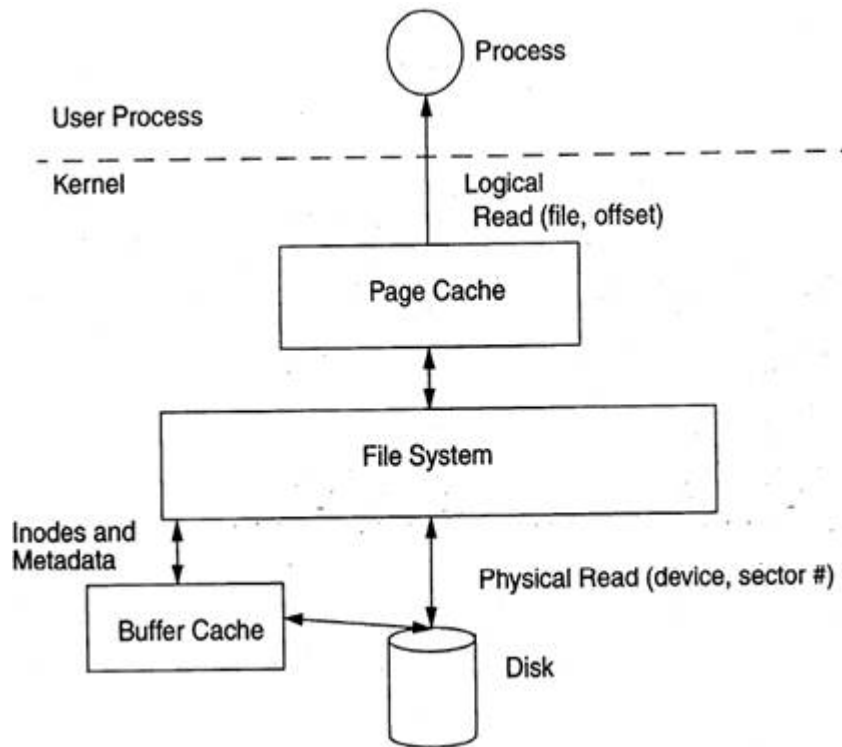 Process
User Process
Kernel
Logical
Read (file, offset)
Page Cache
File System
Inodes and
Metadata
Physical Read (device, sector #)
Buffer Cache
Disk